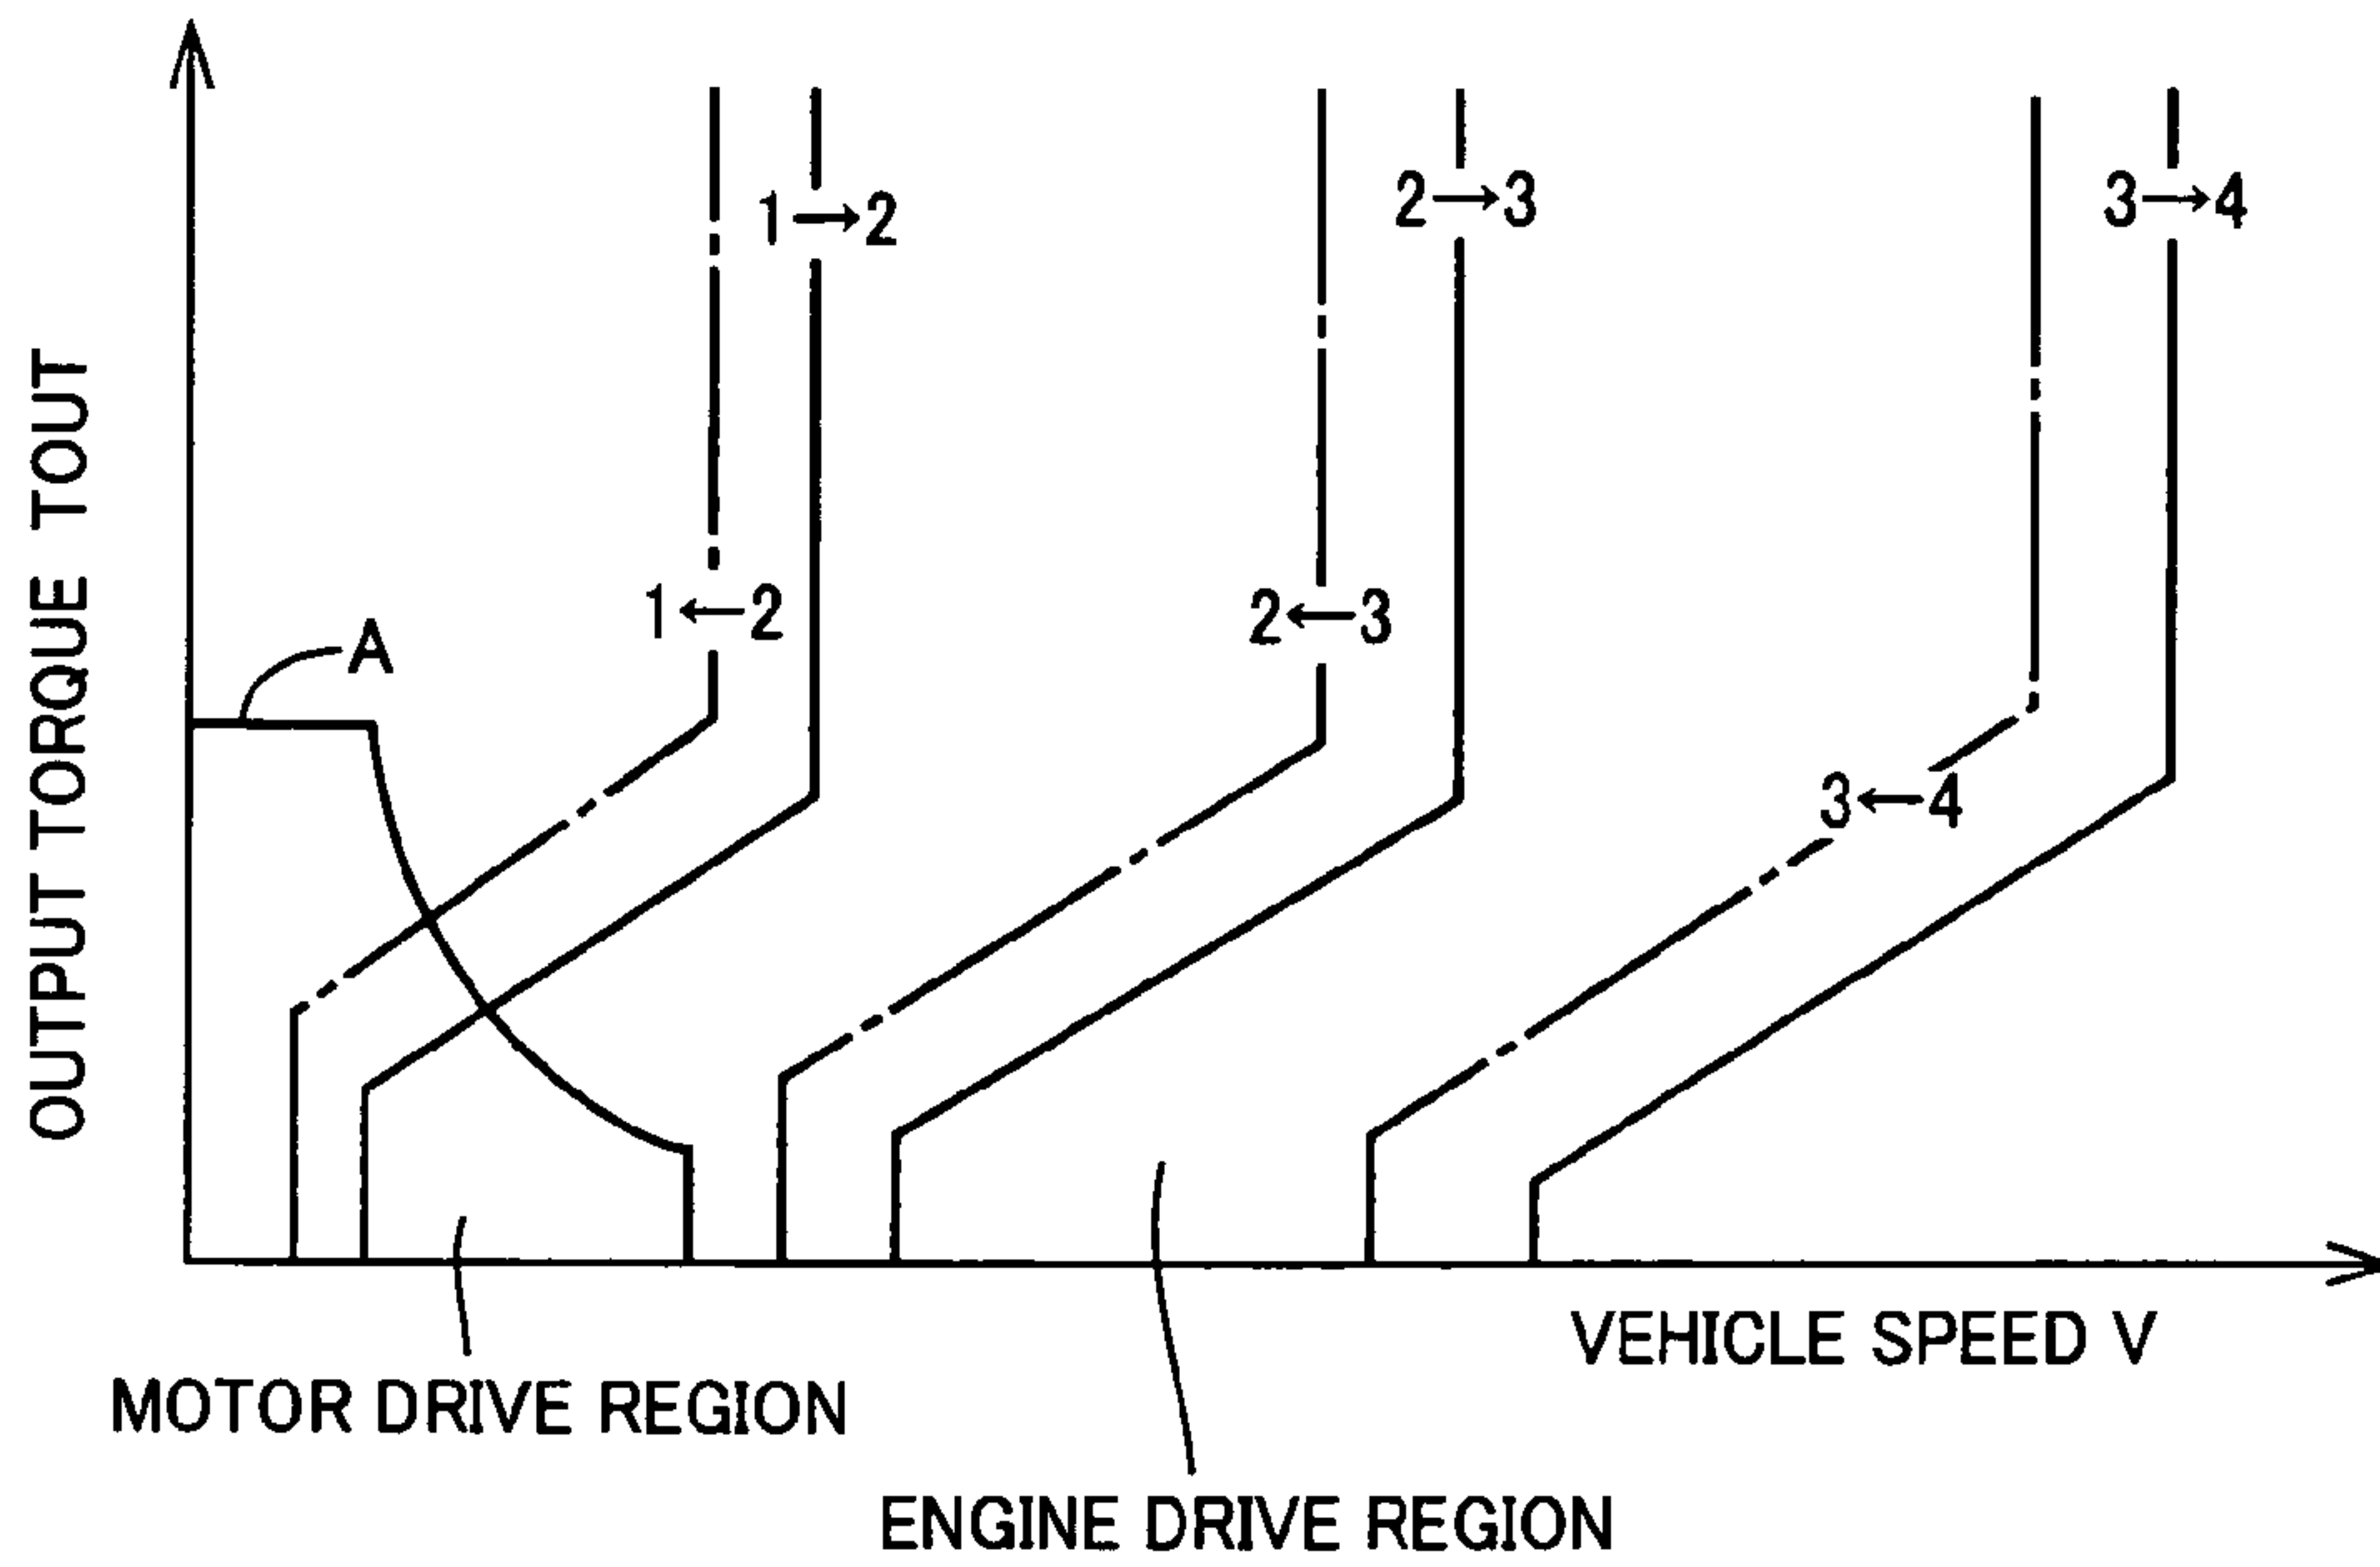 1→2
2→3
3→4
1←2
2←3
A
3←4
OUTPUT TORQUE TOUT
VEHICLE SPEED V
MOTOR DRIVE REGION
ENGINE DRIVE REGION